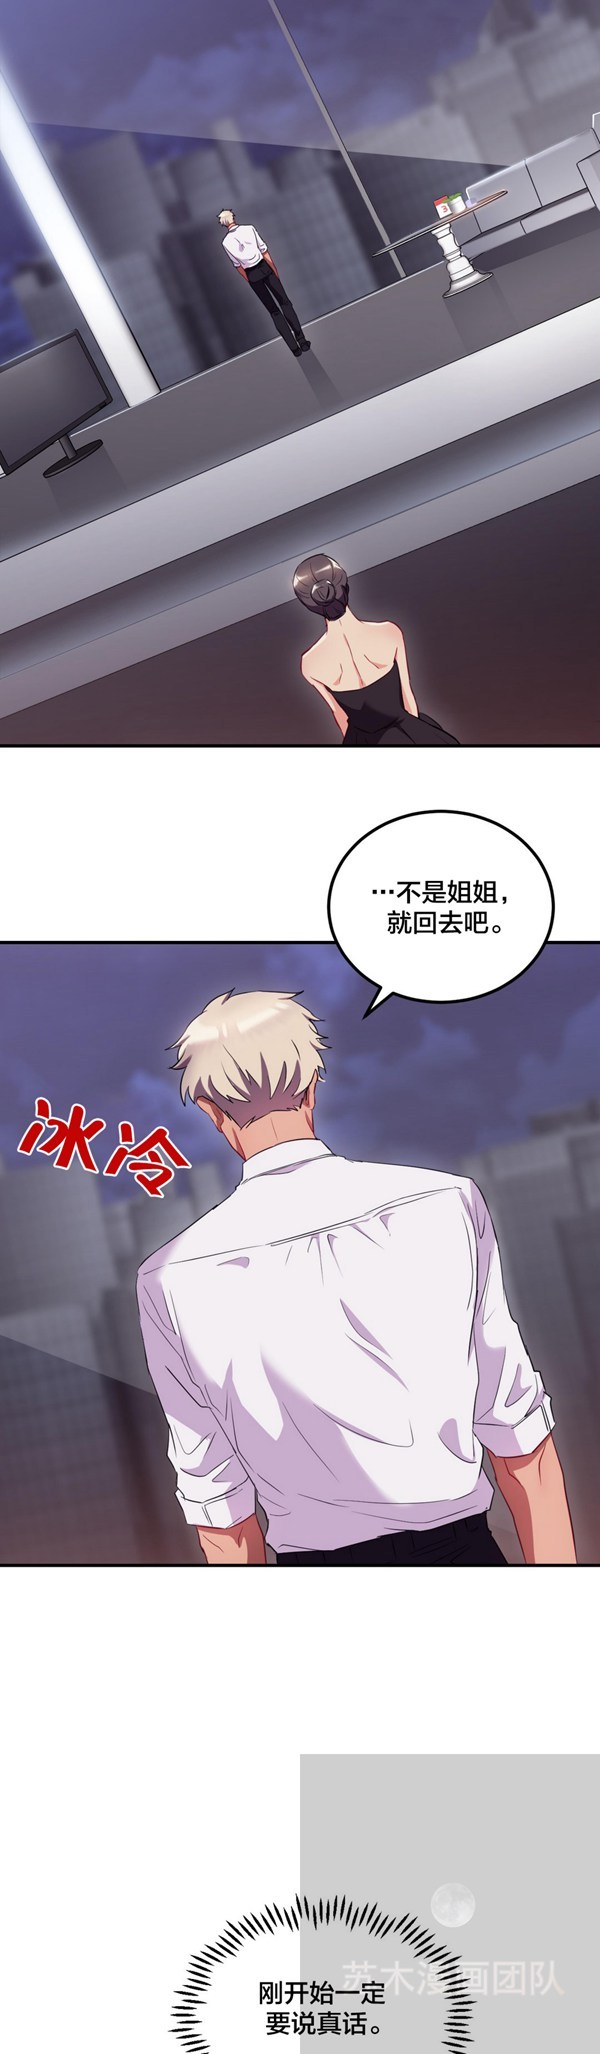 …不是姐姐，
就回去吧。
冰冷
苏木漫画团队
刚开始一定
要说真话。